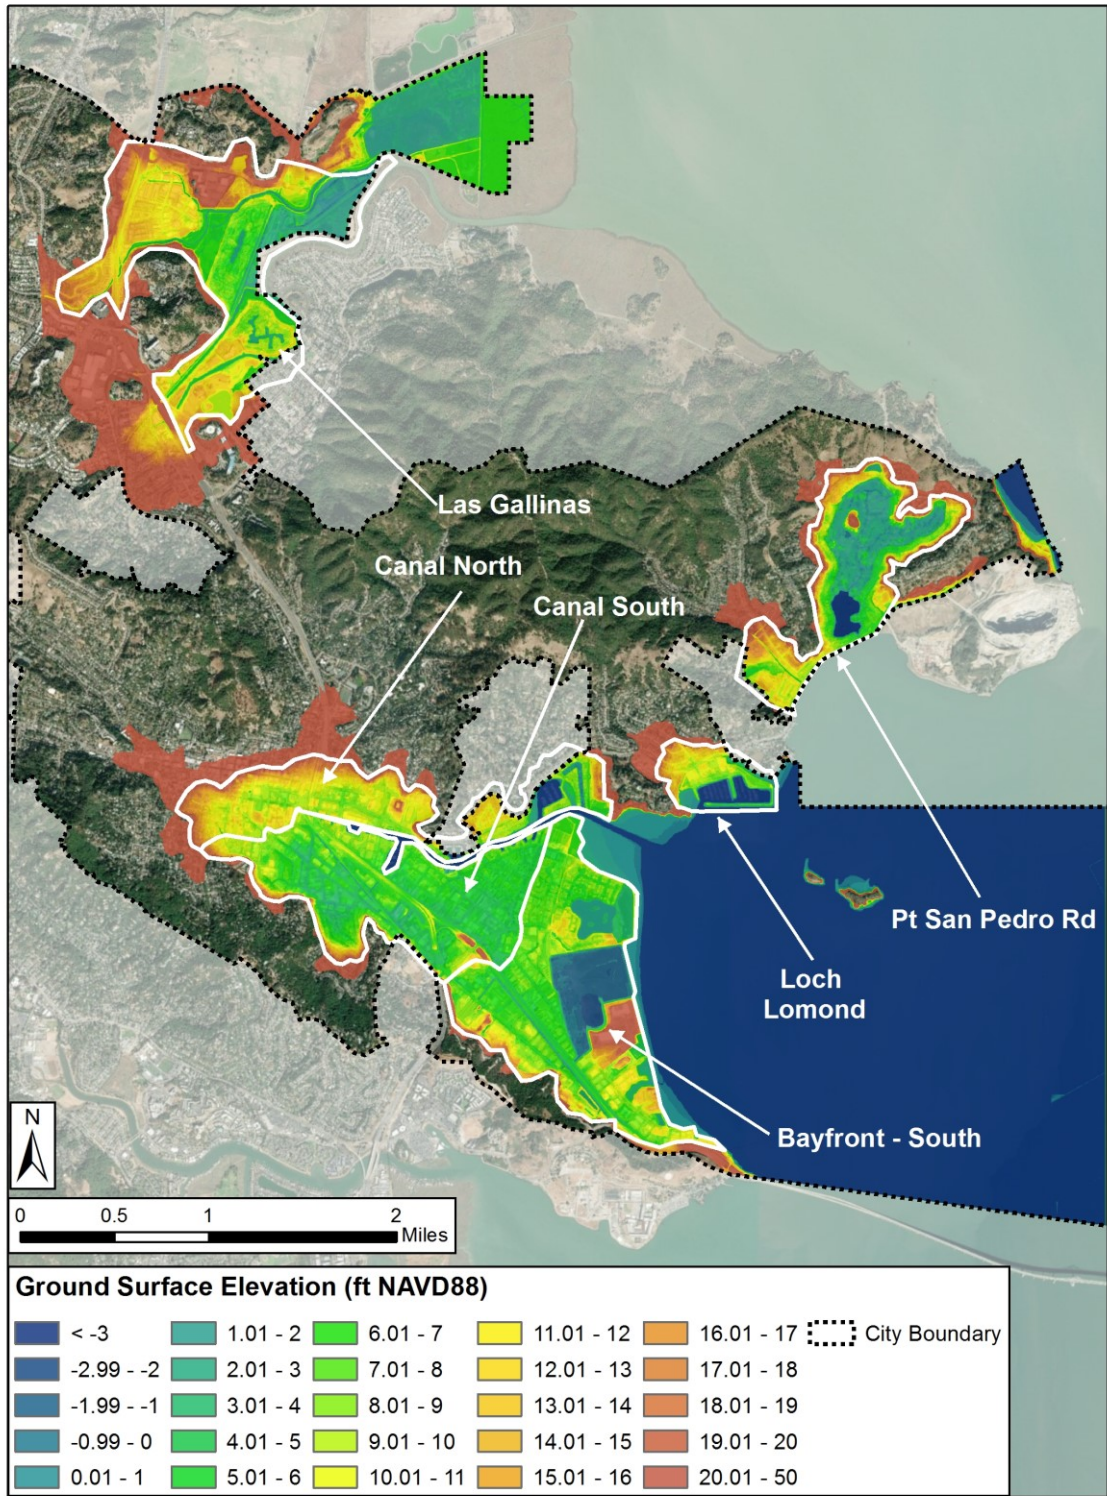 Las Gallinas
Canal North
Canal South
Pt San Pedro Rd
Loch
Lomond
Bayfront - South
N
0 0.5 1 2
Miles
Ground Surface Elevation (ft NAVD88)
< -3 1.01 - 2 6.01 - 7 11.01 - 12 16.01 - 17 City Boundary
-2.99 - -2 2.01 - 3 7.01 - 8 12.01 - 13 17.01 - 18
-1.99 - -1 3.01 - 4 8.01 - 9 13.01 - 14 18.01 - 19
-0.99 - 0 4.01 - 5 9.01 - 10 14.01 - 15 19.01 - 20
0.01 - 1 5.01 - 6 10.01 - 11 15.01 - 16 20.01 - 50